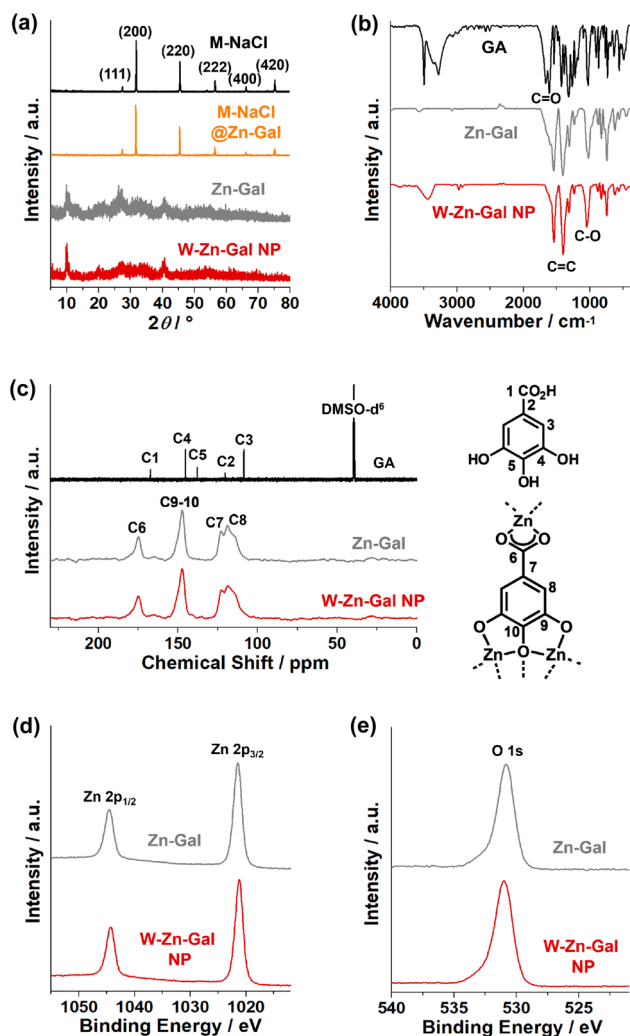 (a)
Intensity / a.u.
(200)
M-NaCl
(111)
(220)
(222)
(400)
(420)
M-NaCl
@Zn-Gal
Zn-Gal
W-Zn-Gal NP
10 20 30 40 50 60 70 80
2θ / °
(b)
Intensity / a.u.
GA
C=O
Zn-Gal
W-Zn-Gal NP
C-O
C=C
4000 3000 2000 1000
Wavenumber / cm-1
(c)
Intensity / a.u.
DMSO-d6
C1
C4
C5
C2
C3
GA
C9-10
C6
C7
C8
Zn-Gal
W-Zn-Gal NP
200 150 100 50 0
Chemical Shift / ppm
1 CO2H
2
3
HO 5 4 OH
OH
Zn
O O
6
7
8
9
O 10 O
Zn O Zn
(d)
Intensity / a.u.
Zn 2p3/2
Zn 2p1/2
Zn-Gal
W-Zn-Gal
NP
1050 1040 1030 1020
Binding Energy / eV
(e)
Intensity / a.u.
O 1s
Zn-Gal
W-Zn-Gal
NP
540 535 530 525
Binding Energy / eV